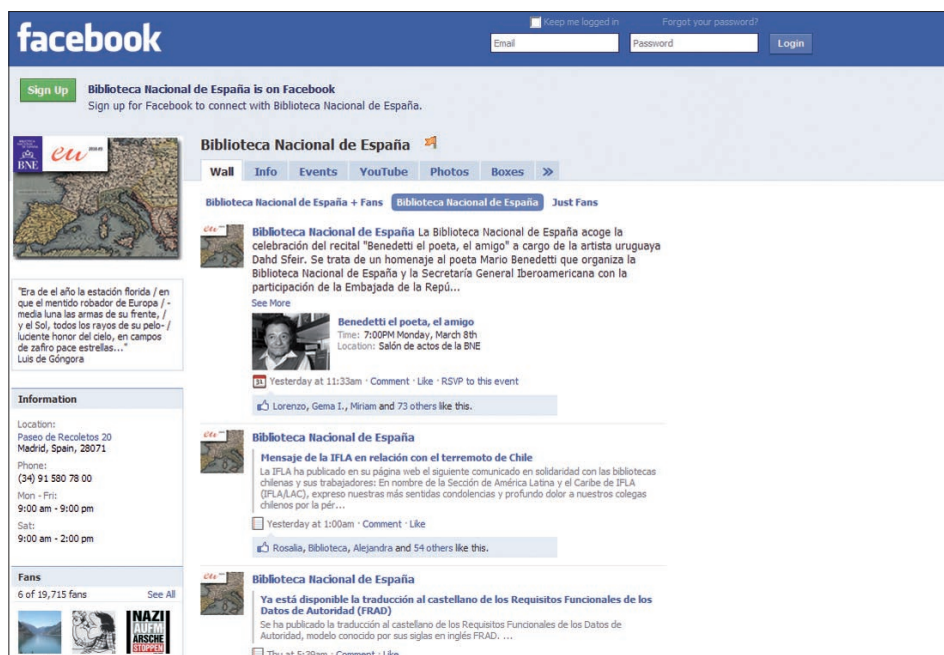 facebook
Keep me logged in
Forgot your password?
Email
Password
Login
Sign Up
Biblioteca Nacional de España is on Facebook
Sign up for Facebook to connect with Biblioteca Nacional de España.
BNE
eu
Biblioteca Nacional de España
Wall Info Events YouTube Photos Boxes »
Biblioteca Nacional de España + Fans Biblioteca Nacional de España Just Fans
Biblioteca Nacional de España La Biblioteca Nacional de España acoge la
celebración del recital "Benedetti el poeta, el amigo" a cargo de la artista uruguaya
Dahd Sfeir. Se trata de un homenaje al poeta Mario Benedetti que organiza la
Biblioteca Nacional de España y la Secretaría General Iberoamericana con la
participación de la Embajada de la Repú...
See More
Benedetti el poeta, el amigo
Time: 7:00PM Monday, March 8th
Location: Salón de actos de la BNE
31 Yesterday at 11:33am · Comment · Like · RSVP to this event
Lorenzo, Gema I., Miriam and 73 others like this.
"Era de el año la estación florida / en
que el mentido robador de Europa / -
media luna las armas de su frente, /
y el Sol, todos los rayos de su pelo- /
luciente honor del cielo, en campos
de zafiro pace estrellas..."
Luis de Góngora
Information
Location:
Paseo de Recoletos 20
Madrid, Spain, 28071
Phone:
(34) 91 580 78 00
Mon - Fri:
9:00 am - 9:00 pm
Sat:
9:00 am - 2:00 pm
Fans
6 of 19,715 fans See All
NAZI
AUFM
ÄRSCHE
STOPPEN
eu
Biblioteca Nacional de España
Mensaje de la IFLA en relación con el terremoto de Chile
La IFLA ha publicado en su página web el siguiente comunicado en solidaridad con las bibliotecas
chilenas y sus trabajadores: En nombre de la Sección de América Latina y el Caribe de IFLA
(IFLA/LAC), expreso nuestras más sentidas condolencias y profundo dolor a nuestros colegas
chilenos por la pér...
Yesterday at 1:00am · Comment · Like
Rosalia, Biblioteca, Alejandra and 54 others like this.
eu
Biblioteca Nacional de España
Ya está disponible la traducción al castellano de los Requisitos Funcionales de los
Datos de Autoridad (FRAD)
Se ha publicado la traducción al castellano de los Requisitos Funcionales de los Datos de
Autoridad, modelo conocido por sus siglas en inglés FRAD. ...
Thu at 5:39am · Comment · Like